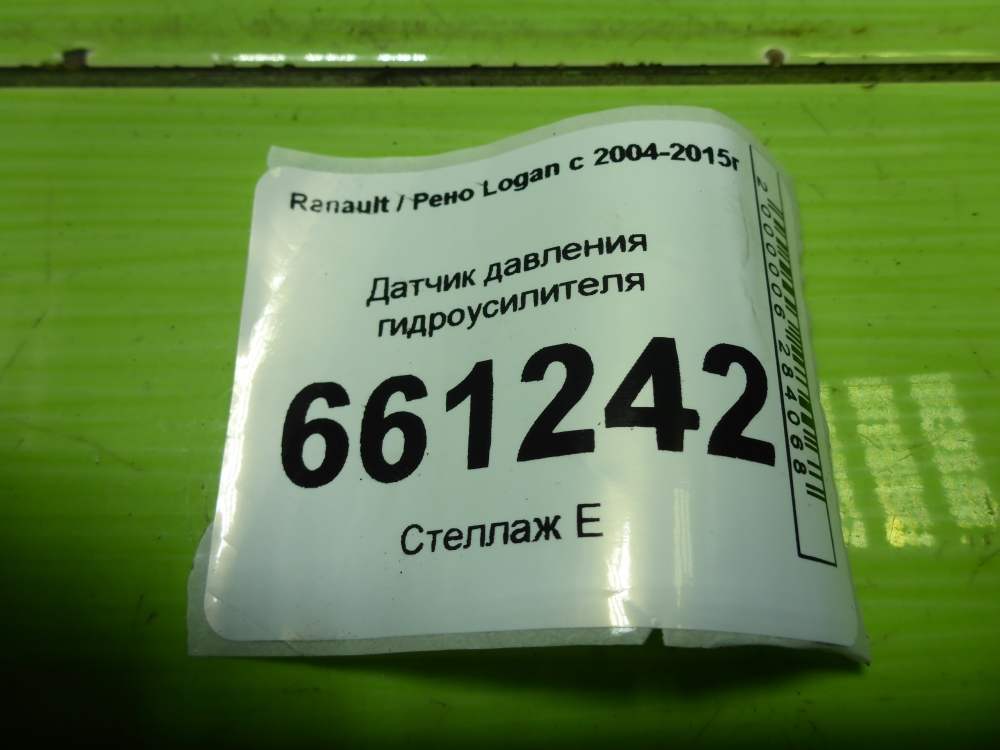 Renault / Рено Logan с 2004-2015г
Датчик давления
гидроусилителя
661242
Стеллаж Е
2000006284068